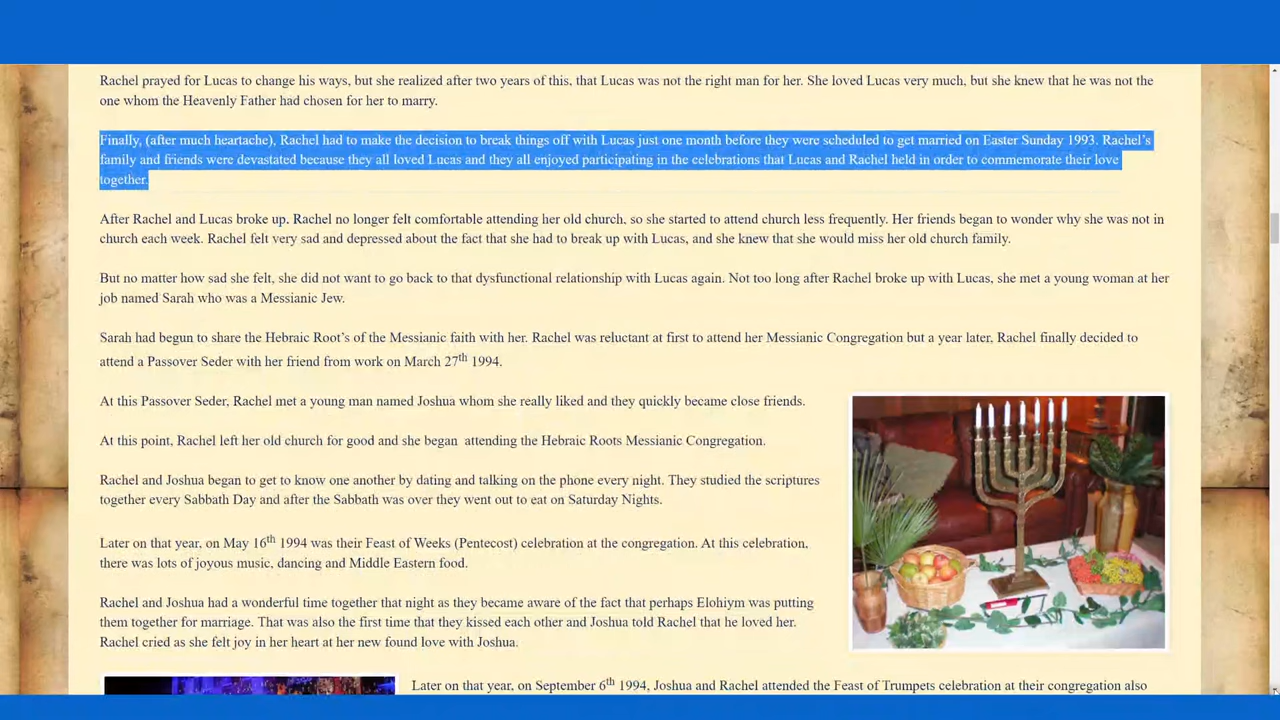 Rachel prayed for Lucas to change his ways, but she realized after two years of this, that Lucas was not the right man for her. She loved Lucas very much, but she knew that he was not the
one whom the Heavenly Father had chosen for her to marry.
Finally, (after much heartache), Rachel had to make the decision to break things off with Lucas just one month before they were scheduled to get married on Easter Sunday 1993. Rachel's
family and friends were devastated because they all loved Lucas and they all enjoyed participating in the celebrations that Lucas and Rachel held in order to commemorate their love
together.
After Rachel and Lucas broke up, Rachel no longer felt comfortable attending her old church, so she started to attend church less frequently. Her friends began to wonder why she was not in
church each week. Rachel felt very sad and depressed about the fact that she had to break up with Lucas, and she knew that she would miss her old church family.
But no matter how sad she felt, she did not want to go back to that dysfunctional relationship with Lucas again. Not too long after Rachel broke up with Lucas, she met a young woman at her
job named Sarah who was a Messianic Jew.
Sarah had begun to share the Hebraic Root's of the Messianic faith with her. Rachel was reluctant at first to attend her Messianic Congregation but a year later, Rachel finally decided to
attend a Passover Seder with her friend from work on March 27th 1994.
At this Passover Seder, Rachel met a young man named Joshua whom she really liked and they quickly became close friends.
At this point, Rachel left her old church for good and she began attending the Hebraic Roots Messianic Congregation.
Rachel and Joshua began to get to know one another by dating and talking on the phone every night. They studied the scriptures
together every Sabbath Day and after the Sabbath was over they went out to eat on Saturday Nights.
Later on that year, on May 16th 1994 was their Feast of Weeks (Pentecost) celebration at the congregation. At this celebration,
there was lots of joyous music, dancing and Middle Eastern food.
Rachel and Joshua had a wonderful time together that night as they became aware of the fact that perhaps Elohiym was putting
them together for marriage. That was also the first time that they kissed each other and Joshua told Rachel that he loved her.
Rachel cried as she felt joy in her heart at her new found love with Joshua.
Later on that year, on September 6th 1994, Joshua and Rachel attended the Feast of Trumpets celebration at their congregation also